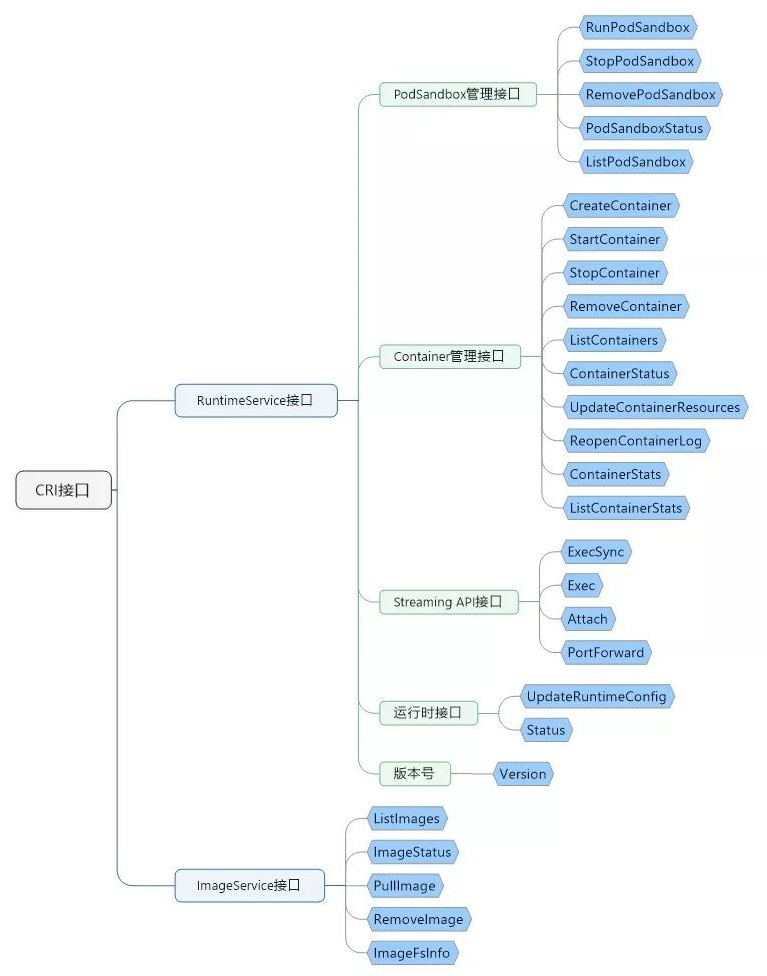 CRI接口
RuntimeService接口
PodSandbox管理接口
RunPodSandbox
StopPodSandbox
RemovePodSandbox
PodSandboxStatus
ListPodSandbox
Container管理接口
CreateContainer
StartContainer
StopContainer
RemoveContainer
ListContainers
ContainerStatus
UpdateContainerResources
ReopenContainerLog
ContainerStats
ListContainerStats
Streaming API接口
ExecSync
Exec
Attach
PortForward
运行时接口
UpdateRuntimeConfig
Status
版本号
Version
ImageService接口
ListImages
ImageStatus
PullImage
RemoveImage
ImageFsInfo